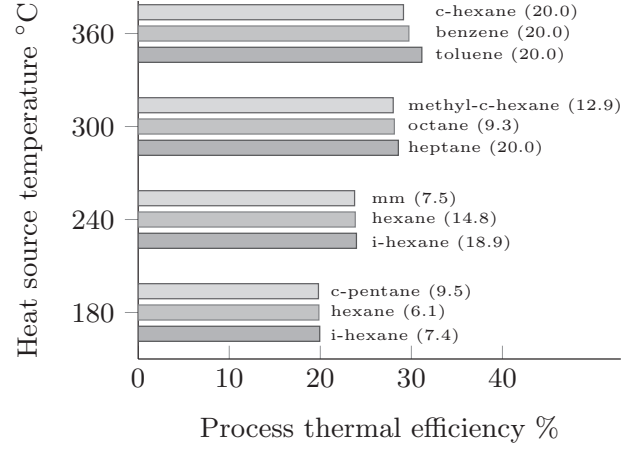 Heat source temperature °C
360
c-hexane (20.0)
benzene (20.0)
toluene (20.0)
300
methyl-c-hexane (12.9)
octane (9.3)
heptane (20.0)
240
mm (7.5)
hexane (14.8)
i-hexane (18.9)
180
c-pentane (9.5)
hexane (6.1)
i-hexane (7.4)
0 10 20 30 40
Process thermal efficiency %